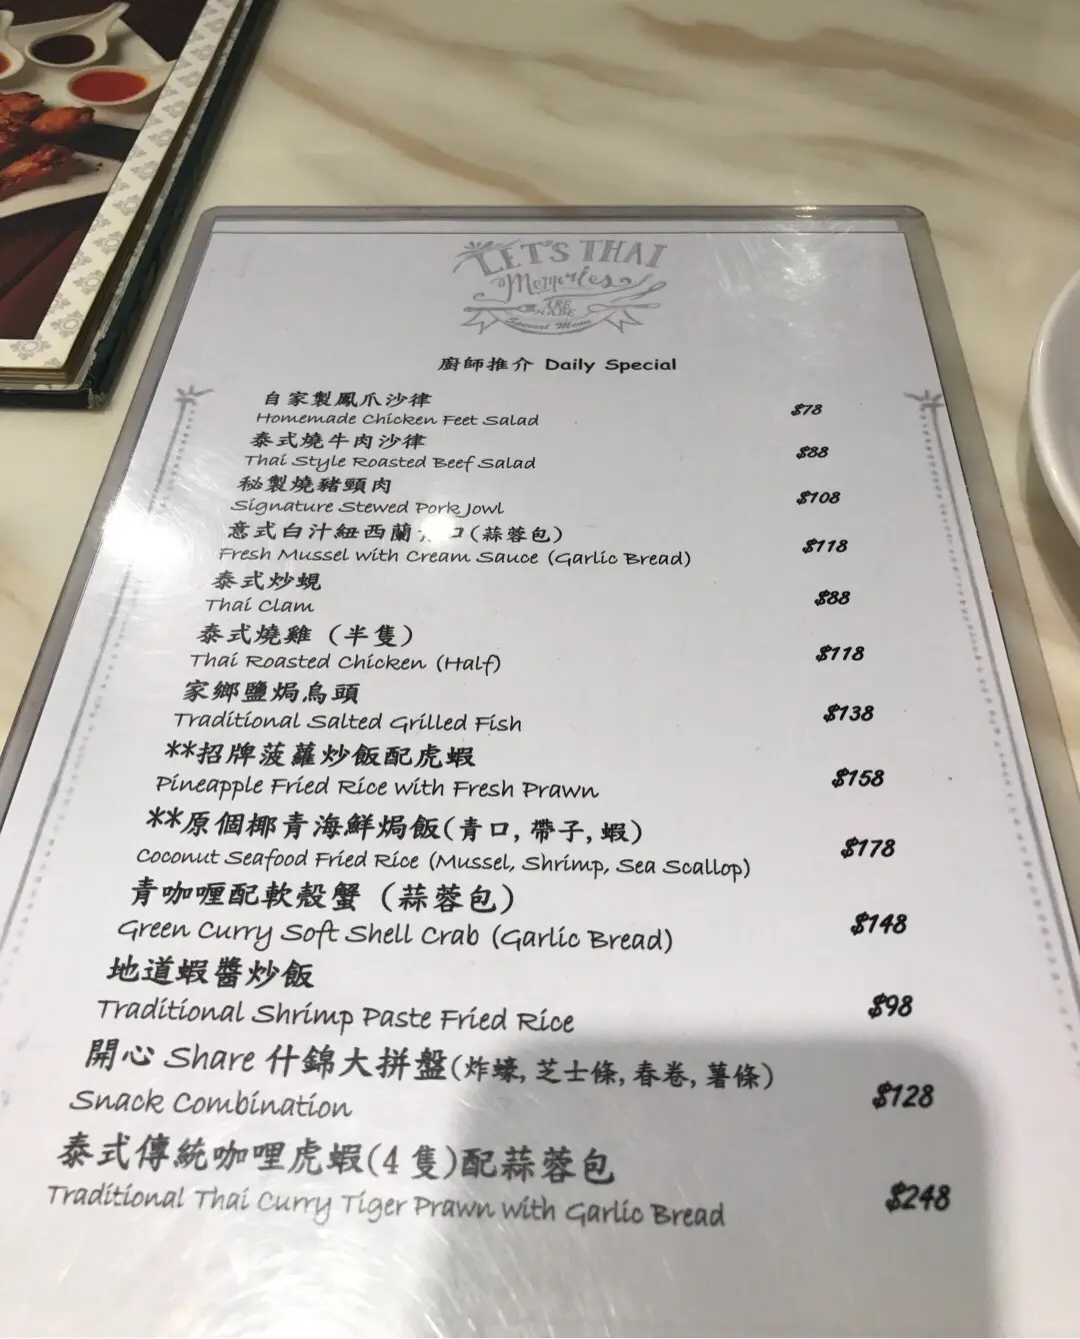 LET'S THAI
Memories
ARE
MADE
Special Menu
廚師推介 Daily Special
自家製鳳爪沙律
Homemade Chicken Feet Salad $78
泰式燒牛肉沙律
Thai Style Roasted Beef Salad $88
秘製燒豬頸肉
Signature Stewed Pork Jowl $108
意式白汁紐西蘭口(蒜蓉包)
Fresh Mussel with Cream Sauce (Garlic Bread) $118
泰式炒蜆
Thai Clam $88
泰式燒雞 (半隻)
Thai Roasted Chicken (Half) $118
家鄉鹽焗烏頭
Traditional Salted Grilled Fish $138
**招牌菠蘿炒飯配虎蝦
Pineapple Fried Rice with Fresh Prawn $158
**原個椰青海鮮焗飯(青口, 帶子, 蝦)
Coconut Seafood Fried Rice (Mussel, Shrimp, Sea Scallop) $178
青咖喱配軟殼蟹 (蒜蓉包)
Green Curry Soft Shell Crab (Garlic Bread) $148
地道蝦醬炒飯
Traditional Shrimp Paste Fried Rice $98
開心 Share 什錦大拼盤(炸蠔, 芝士條, 春卷, 薯條)
Snack Combination $128
泰式傳統咖哩虎蝦(4 隻)配蒜蓉包
Traditional Thai Curry Tiger Prawn with Garlic Bread $248